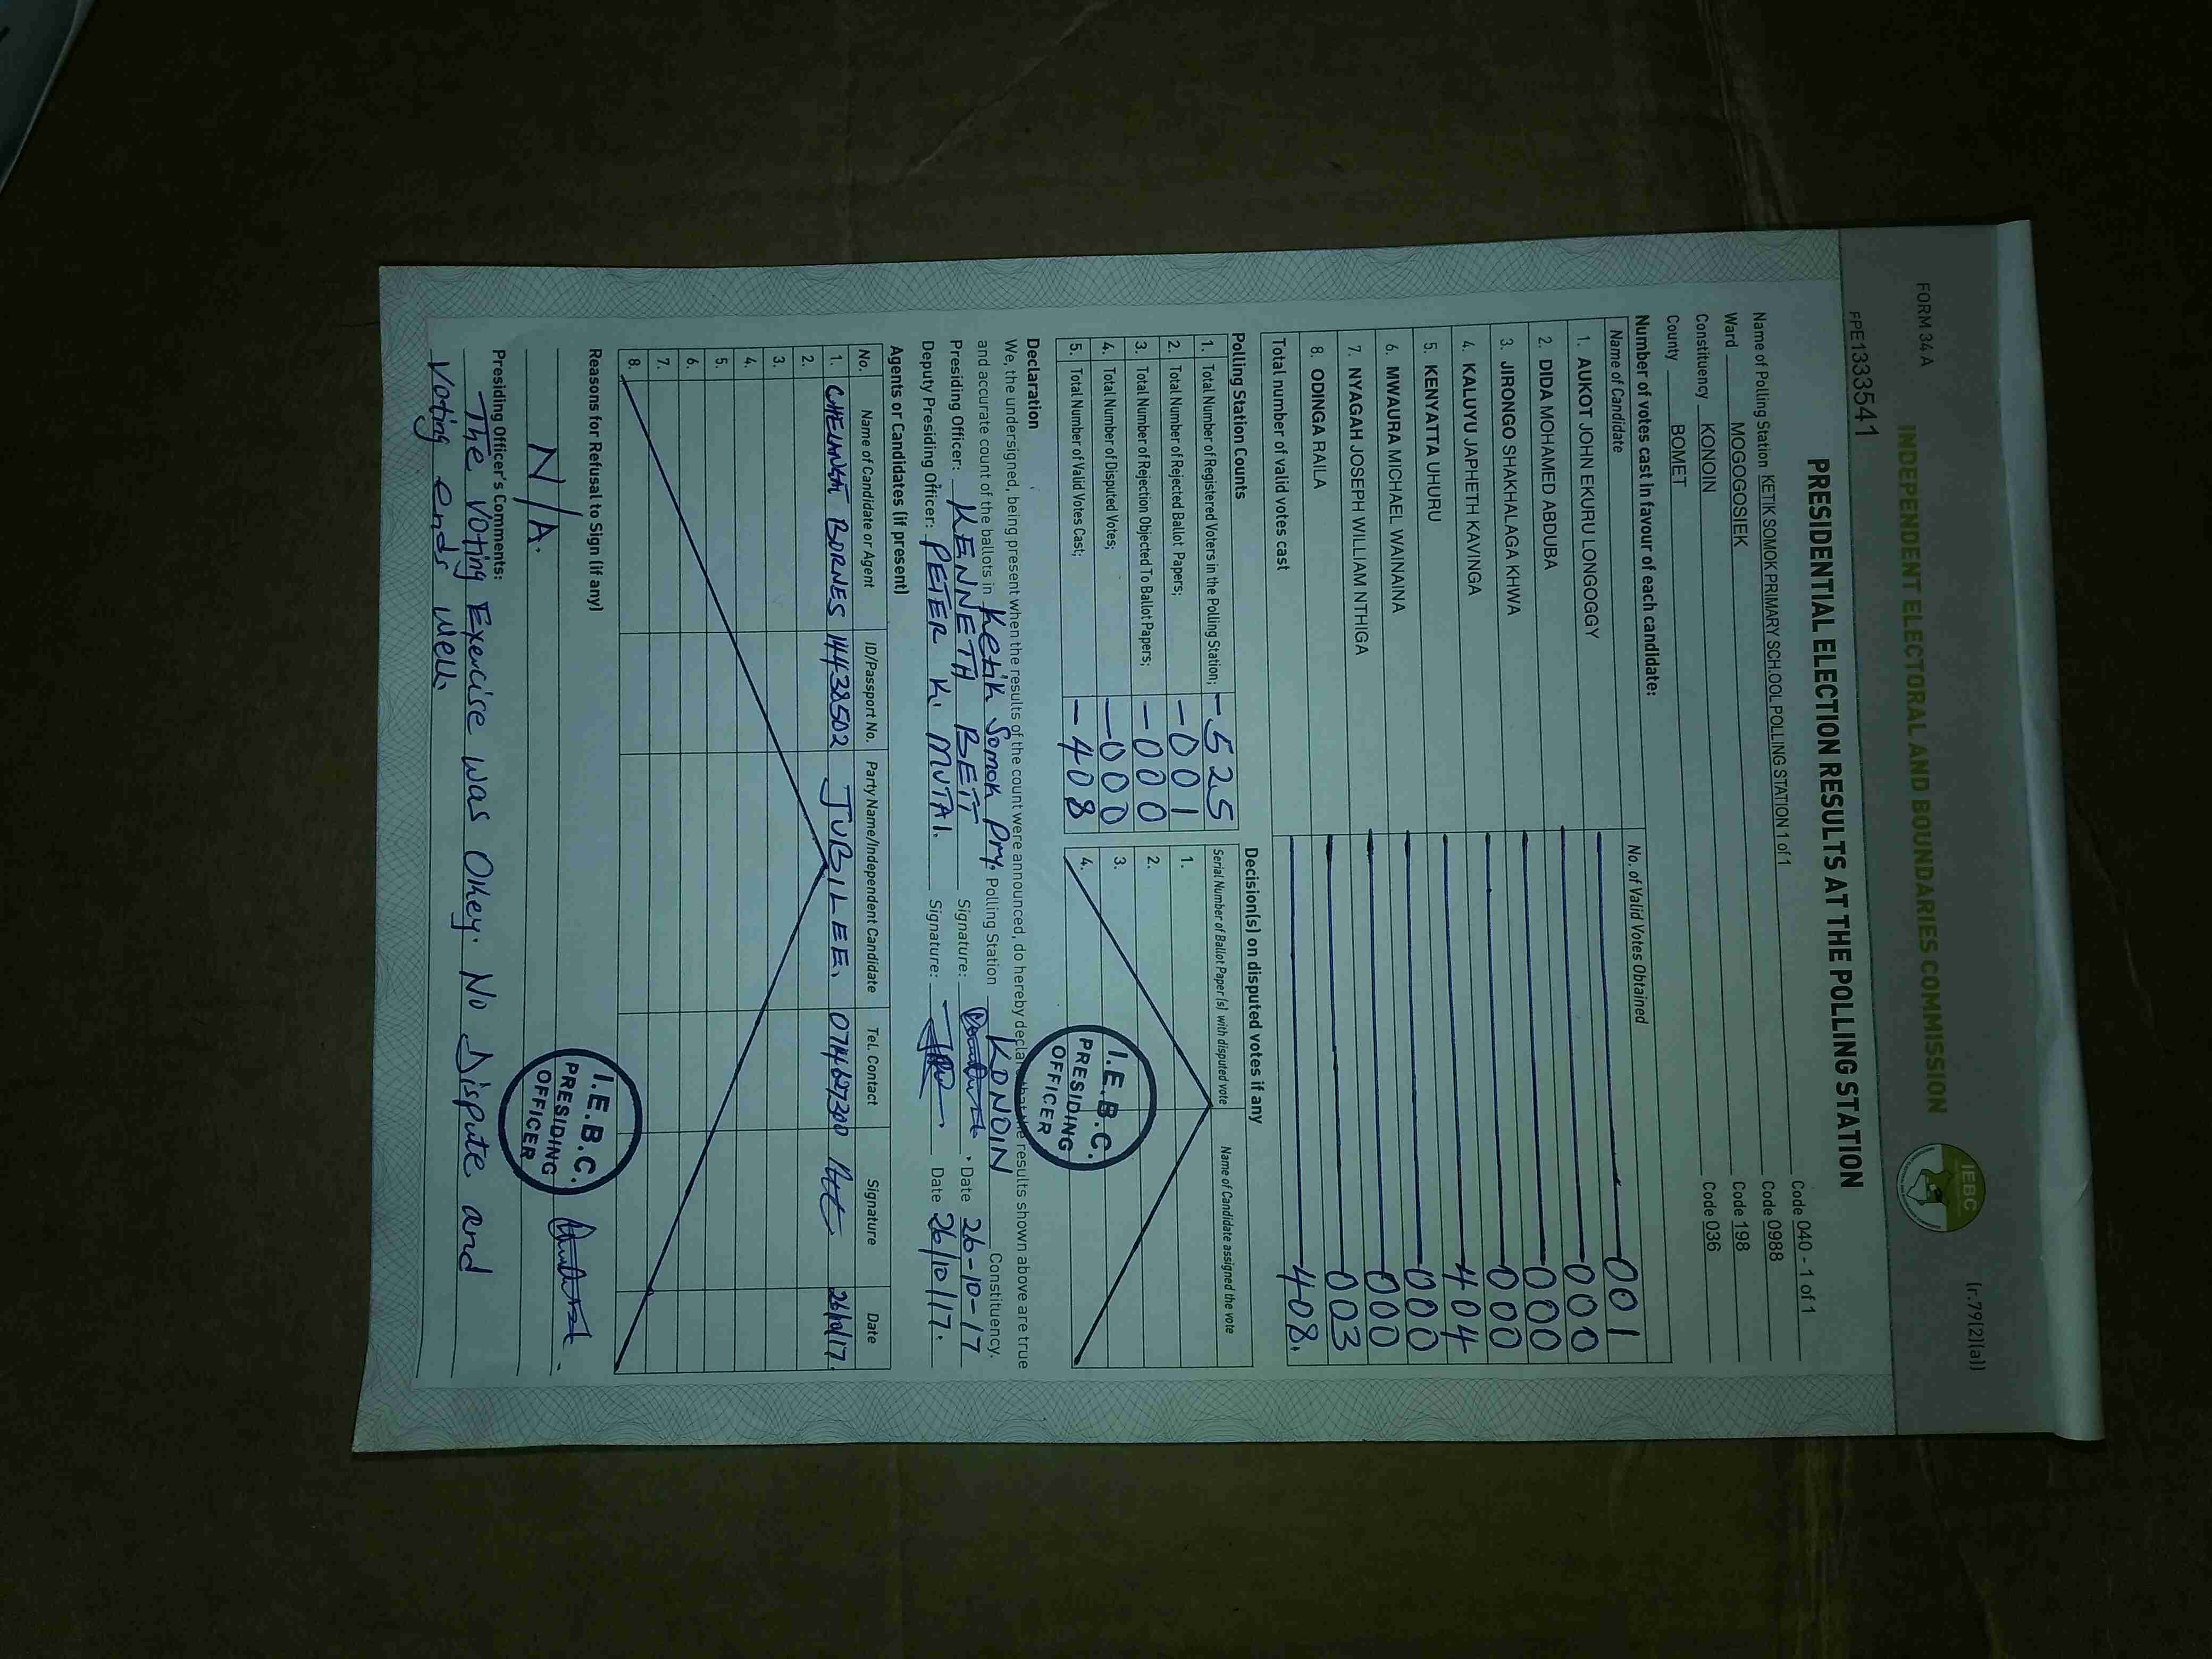 FORM 34 A
(r.79(2)(a))
INDEPENDENT ELECTORAL AND BOUNDARIES COMMISSION
IEBC
FPE1333541
PRESIDENTIAL ELECTION RESULTS AT THE POLLING STATION
Name of Polling Station KETIK SOMOK PRIMARY SCHOOL POLLING STATION 1 of 1 Code 040 - 1 of 1
Ward MOGOGOSIEK Code 0988
Constituency KONOIN Code 198
County BOMET Code 036
Number of votes cast in favour of each candidate:
Name of Candidate No. of Valid Votes Obtained
1. AUKOT JOHN EKURU LONGOGGY 001
2. DIDA MOHAMED ABDUBA 000
3. JIRONGO SHAKHALAGA KHWA 000
4. KALUYU JAPHETH KAVINGA 000
5. KENYATTA UHURU 404
6. MWAURA MICHAEL WAINAINA 000
7. NYAGAH JOSEPH WILLIAM NTHIGA 000
8. ODINGA RAILA 003
Total number of valid votes cast 408.
Polling Station Counts
1. Total Number of Registered Voters in the Polling Station; - 525
2. Total Number of Rejected Ballot Papers; - 001
3. Total Number of Rejection Objected To Ballot Papers; - 000
4. Total Number of Disputed Votes; - 000
5. Total Number of Valid Votes Cast; - 408
Decision(s) on disputed votes if any
Serial Number of Ballot Paper (s) with disputed vote Name of Candidate assigned the vote
1.
2.
3.
4.
I.E.B.C.
PRESIDING
OFFICER
Declaration
We, the undersigned, being present when the results of the count were announced, do hereby declare that the results shown above are true
and accurate count of the ballots in Ketik Somok Pry. Polling Station KONOIN Constituency.
Presiding Officer: KENNETH BETT Signature: Date 26-10-17
Deputy Presiding Officer: PETER K. MUTAI. Signature: Date 26/10/17.
Agents or Candidates (if present)
No. Name of Candidate or Agent ID/Passport No. Party Name/Independent Candidate Tel. Contact Signature Date
1. BORNES 14438502 JUBILEE. 26/10/17.
2.
3.
4.
5.
6.
7.
8.
Reasons for Refusal to Sign (if any)
N/A.
I.E.B.C.
PRESIDING
OFFICER
Presiding Officer's Comments:
The voting Exercise was Okey. No Dispute and
voting ends well.